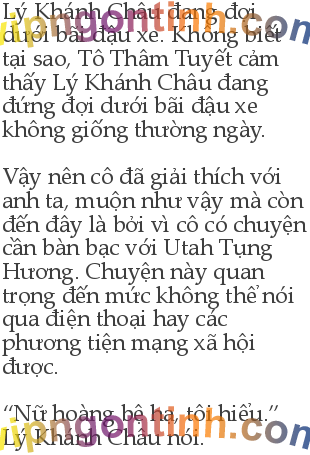 Lý Khánh Châu đang đợi
dưới bãi đậu xe. Không biết
tại sao, Tô Thâm Tuyết cảm
thấy Lý Khánh Châu đang
đứng đợi dưới bãi đậu xe
không giống thường ngày.
Vậy nên cô đã giải thích với
anh ta, muộn như vậy mà còn
đến đây là bởi vì cô có chuyện
cần bàn bạc với Utah Tụng
Hương. Chuyện này quan
trọng đến mức không thể nói
qua điện thoại hay các
phương tiện mạng xã hội
được.
“Nữ hoàng bệ hạ, tôi hiểu.”
Lý Khánh Châu nói.
vipngontinh.com
vipngontinh.com